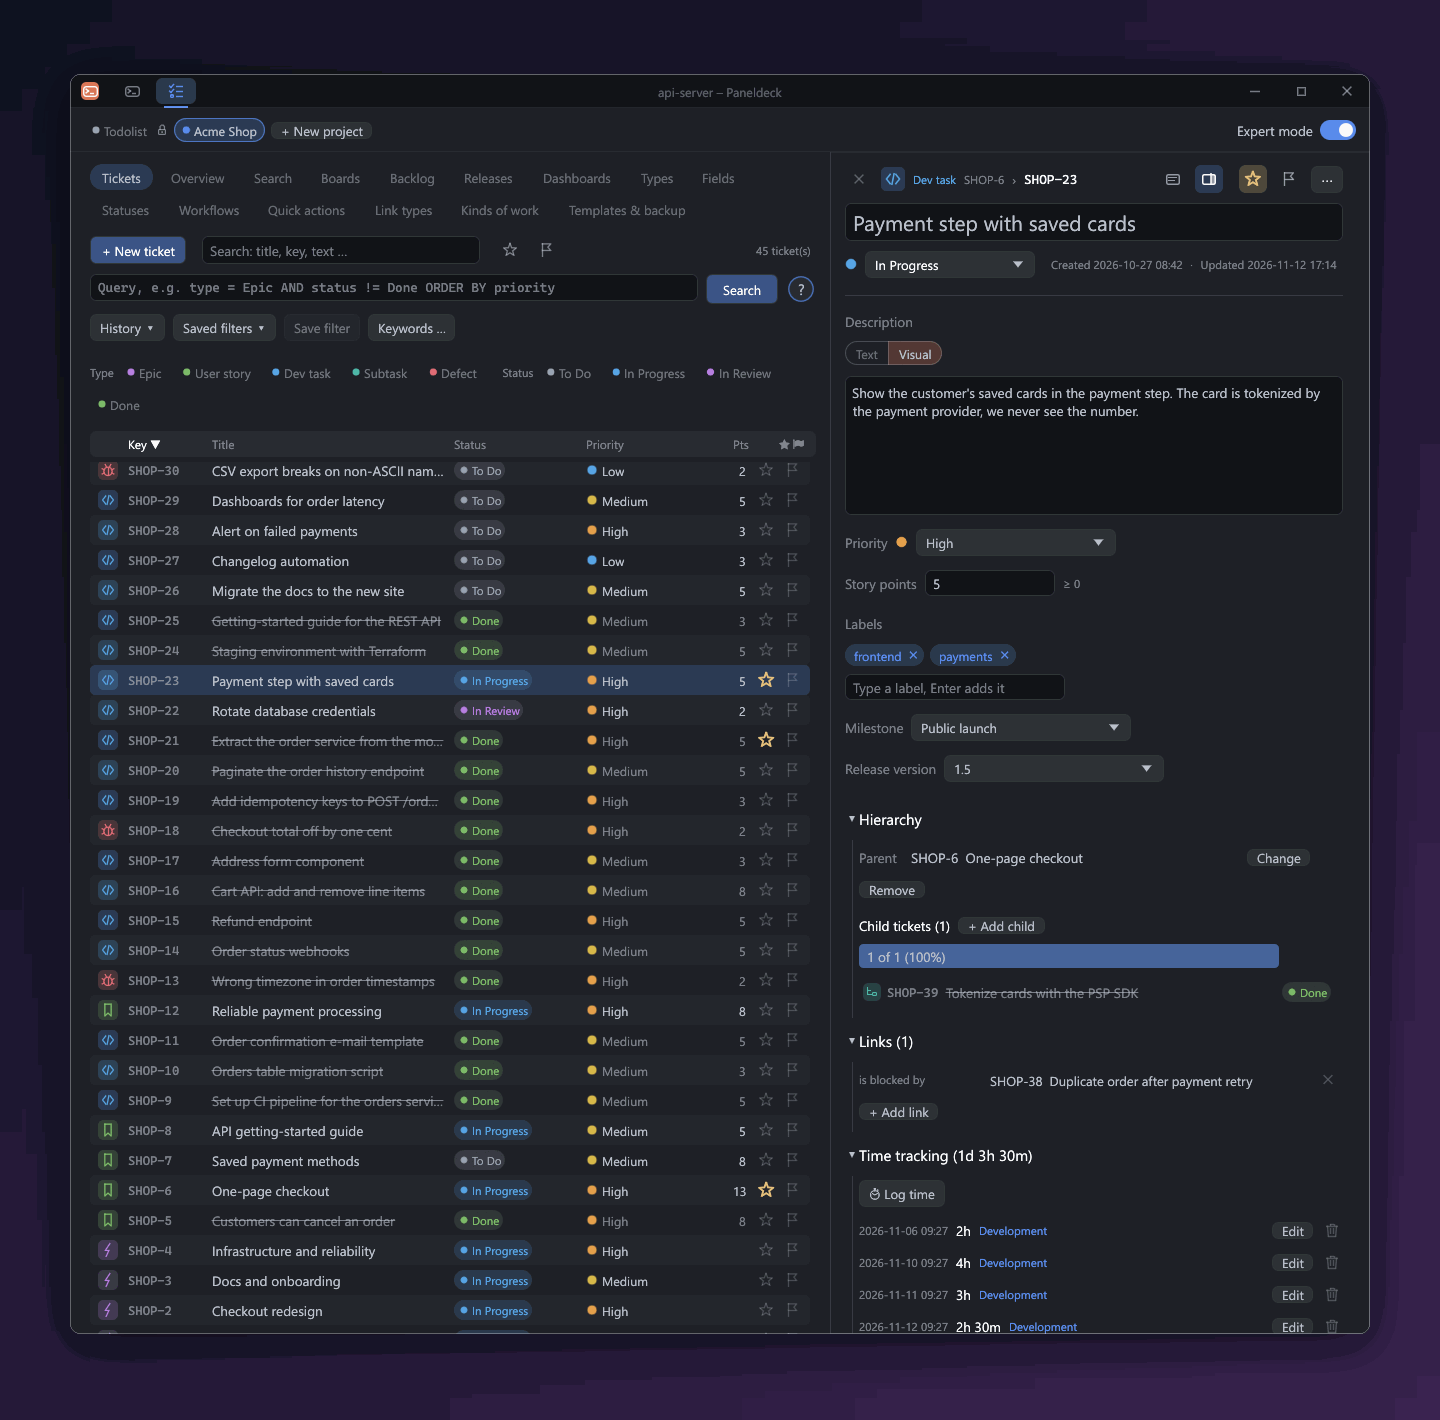 api-server – Paneldeck
Todolist
Acme Shop
+ New project
Expert mode
Tickets Overview Search Boards Backlog Releases Dashboards Types Fields
Statuses Workflows Quick actions Link types Kinds of work Templates & backup
+ New ticket
Search: title, key, text ...
45 ticket(s)
Query, e.g. type = Epic AND status != Done ORDER BY priority
Search
?
History ▾
Saved filters ▾
Save filter
Keywords ...
Type Epic User story Dev task Subtask Defect Status To Do In Progress In Review
Done
Key ▼ Title Status Priority Pts
SHOP-30 CSV export breaks on non-ASCII nam... To Do Low 2
SHOP-29 Dashboards for order latency To Do Medium 5
SHOP-28 Alert on failed payments To Do High 3
SHOP-27 Changelog automation To Do Low 3
SHOP-26 Migrate the docs to the new site To Do Medium 5
SHOP-25 Getting-started guide for the REST API Done Medium 3
SHOP-24 Staging environment with Terraform Done Medium 5
SHOP-23 Payment step with saved cards In Progress High 5
SHOP-22 Rotate database credentials In Review High 2
SHOP-21 Extract the order service from the mo... Done High 5
SHOP-20 Paginate the order history endpoint Done Medium 5
SHOP-19 Add idempotency keys to POST /ord... Done High 3
SHOP-18 Checkout total off by one cent Done High 2
SHOP-17 Address form component Done Medium 3
SHOP-16 Cart API: add and remove line items Done Medium 8
SHOP-15 Refund endpoint Done High 5
SHOP-14 Order status webhooks Done Medium 5
SHOP-13 Wrong timezone in order timestamps Done High 2
SHOP-12 Reliable payment processing In Progress High 8
SHOP-11 Order confirmation e-mail template Done Medium 5
SHOP-10 Orders table migration script Done Medium 3
SHOP-9 Set up CI pipeline for the orders servi... Done Medium 5
SHOP-8 API getting-started guide In Progress Medium 5
SHOP-7 Saved payment methods To Do Medium 8
SHOP-6 One-page checkout In Progress High 13
SHOP-5 Customers can cancel an order Done High 8
SHOP-4 Infrastructure and reliability In Progress High
SHOP-3 Docs and onboarding In Progress Medium
SHOP-2 Checkout redesign In Progress High
Dev task SHOP-6 › SHOP-23
...
Payment step with saved cards
In Progress
Created 2026-10-27 08:42 · Updated 2026-11-12 17:14
Description
Text Visual
Show the customer's saved cards in the payment step. The card is tokenized by
the payment provider, we never see the number.
Priority High
Story points 5 ≥ 0
Labels
frontend × payments ×
Type a label, Enter adds it
Milestone Public launch
Release version 1.5
Hierarchy
Parent SHOP-6 One-page checkout Change
Remove
Child tickets (1) + Add child
1 of 1 (100%)
SHOP-39 Tokenize cards with the PSP SDK Done
Links (1)
is blocked by SHOP-38 Duplicate order after payment retry
+ Add link
Time tracking (1d 3h 30m)
Log time
2026-11-06 09:27 2h Development Edit
2026-11-10 09:27 4h Development Edit
2026-11-11 09:27 3h Development Edit
2026-11-12 09:27 2h 30m Development Edit